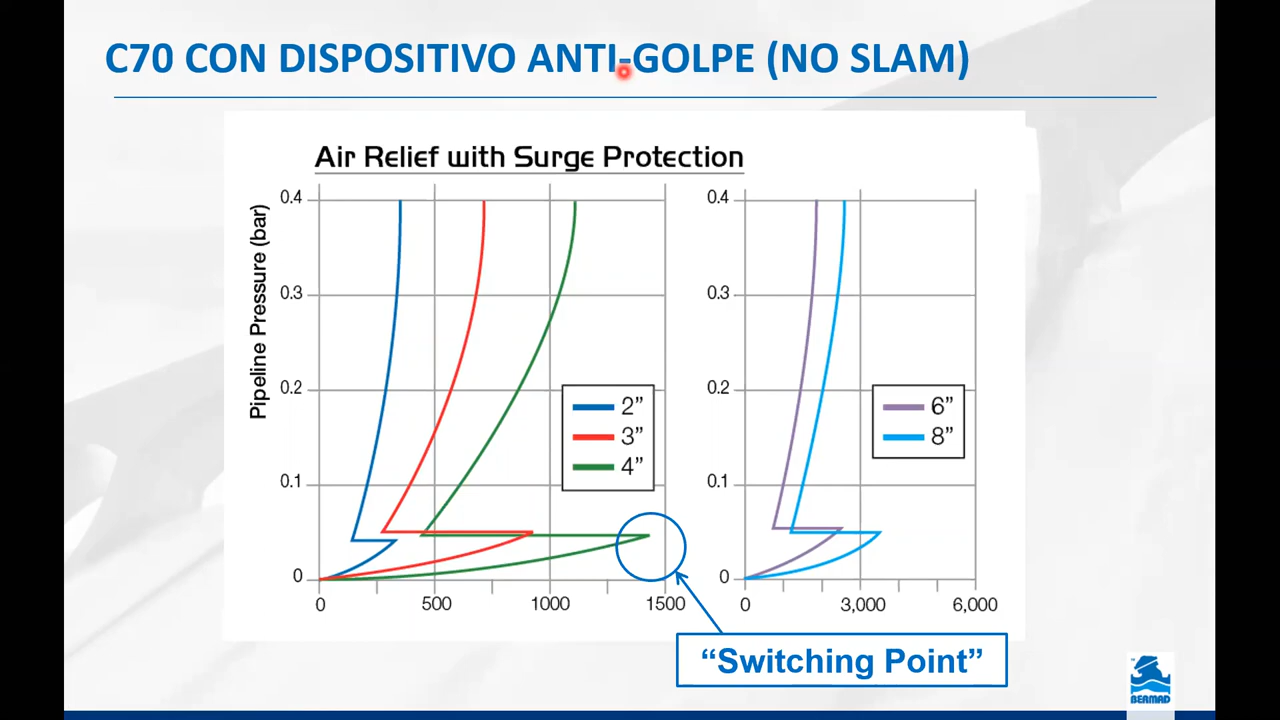 C70 CON DISPOSITIVO ANTI-GOLPE (NO SLAM)
Air Relief with Surge Protection
Pipeline Pressure (bar)
0.4
0.3
0.2
0.1
0
0 500 1000 1500
2”
3”
4”
0.4
0.3
0.2
0.1
0
0 3,000 6,000
6”
8”
“Switching Point”
BERMAD